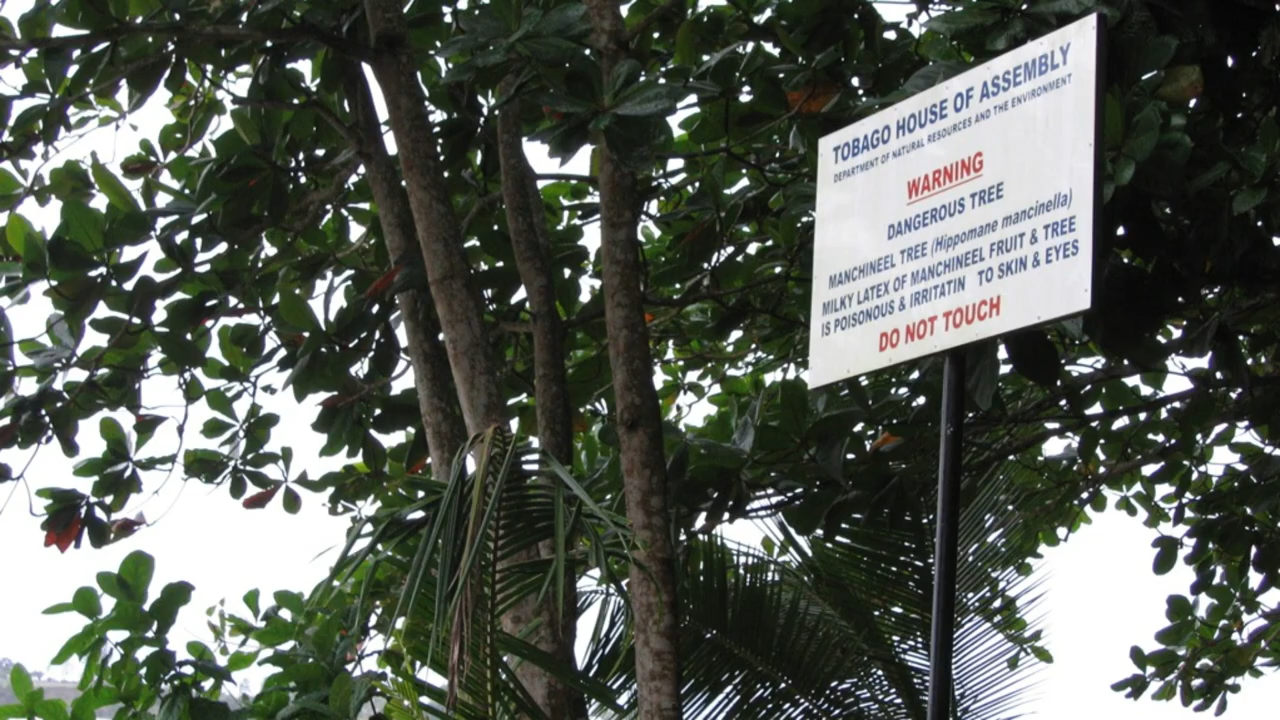 TOBAGO HOUSE OF ASSEMBLY
DEPARTMENT OF NATURAL RESOURCES AND THE ENVIRONMENT
WARNING
DANGEROUS TREE
MANCHINEEL TREE (Hippomane mancinella)
MILKY LATEX OF MANCHINEEL FRUIT & TREE
IS POISONOUS & IRRITATIN TO SKIN & EYES
DO NOT TOUCH